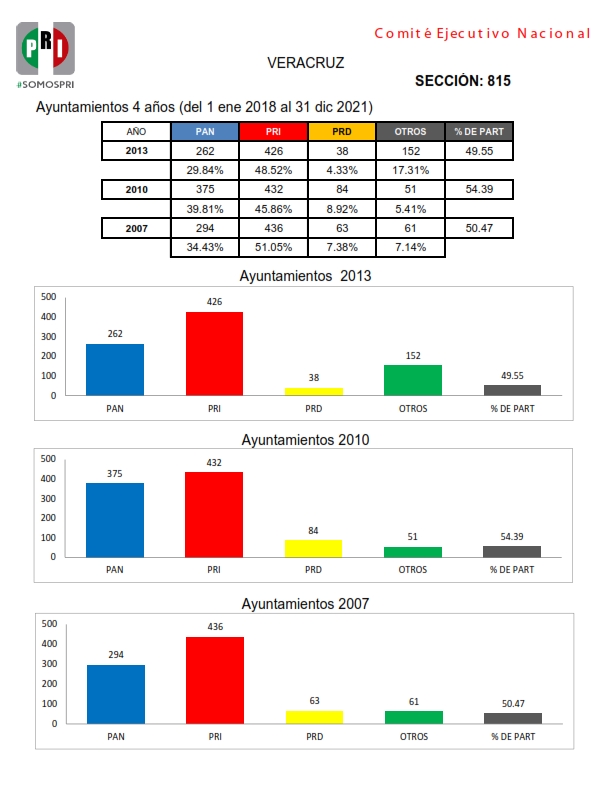 Comité Ejecutivo Nacional
PRI
#SOMOSPRI
VERACRUZ
SECCIÓN: 815
Ayuntamientos 4 años (del 1 ene 2018 al 31 dic 2021)
AÑO PAN PRI PRD OTROS % DE PART
2013 262 426 38 152 49.55
29.84% 48.52% 4.33% 17.31%
2010 375 432 84 51 54.39
39.81% 45.86% 8.92% 5.41%
2007 294 436 63 61 50.47
34.43% 51.05% 7.38% 7.14%
Ayuntamientos 2013
500
400
300
200
100
0
262 426 38 152 49.55
PAN PRI PRD OTROS % DE PART
Ayuntamientos 2010
500
400
300
200
100
0
375 432 84 51 54.39
PAN PRI PRD OTROS % DE PART
Ayuntamientos 2007
500
400
300
200
100
0
294 436 63 61 50.47
PAN PRI PRD OTROS % DE PART